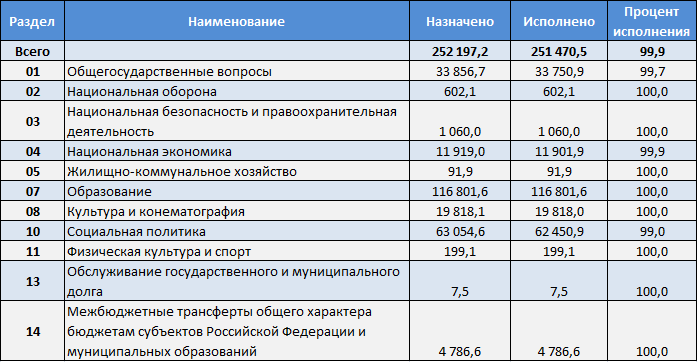 Раздел Наименование Назначено Исполнено Процент исполнения
Всего 252 197,2 251 470,5 99,9
01 Общегосударственные вопросы 33 856,7 33 750,9 99,7
02 Национальная оборона 602,1 602,1 100,0
03 Национальная безопасность и правоохранительная
деятельность 1 060,0 1 060,0 100,0
04 Национальная экономика 11 919,0 11 901,9 99,9
05 Жилищно-коммунальное хозяйство 91,9 91,9 100,0
07 Образование 116 801,6 116 801,6 100,0
08 Культура и конематография 19 818,1 19 818,0 100,0
10 Социальная политика 63 054,6 62 450,9 99,0
11 Физическая культура и спорт 199,1 199,1 100,0
13 Обслуживание государственного и муниципального
долга 7,5 7,5 100,0
14 Межбюджетные трансферты общего характера
бюджетам субъектов Российской Федерации и
муниципальных образований 4 786,6 4 786,6 100,0